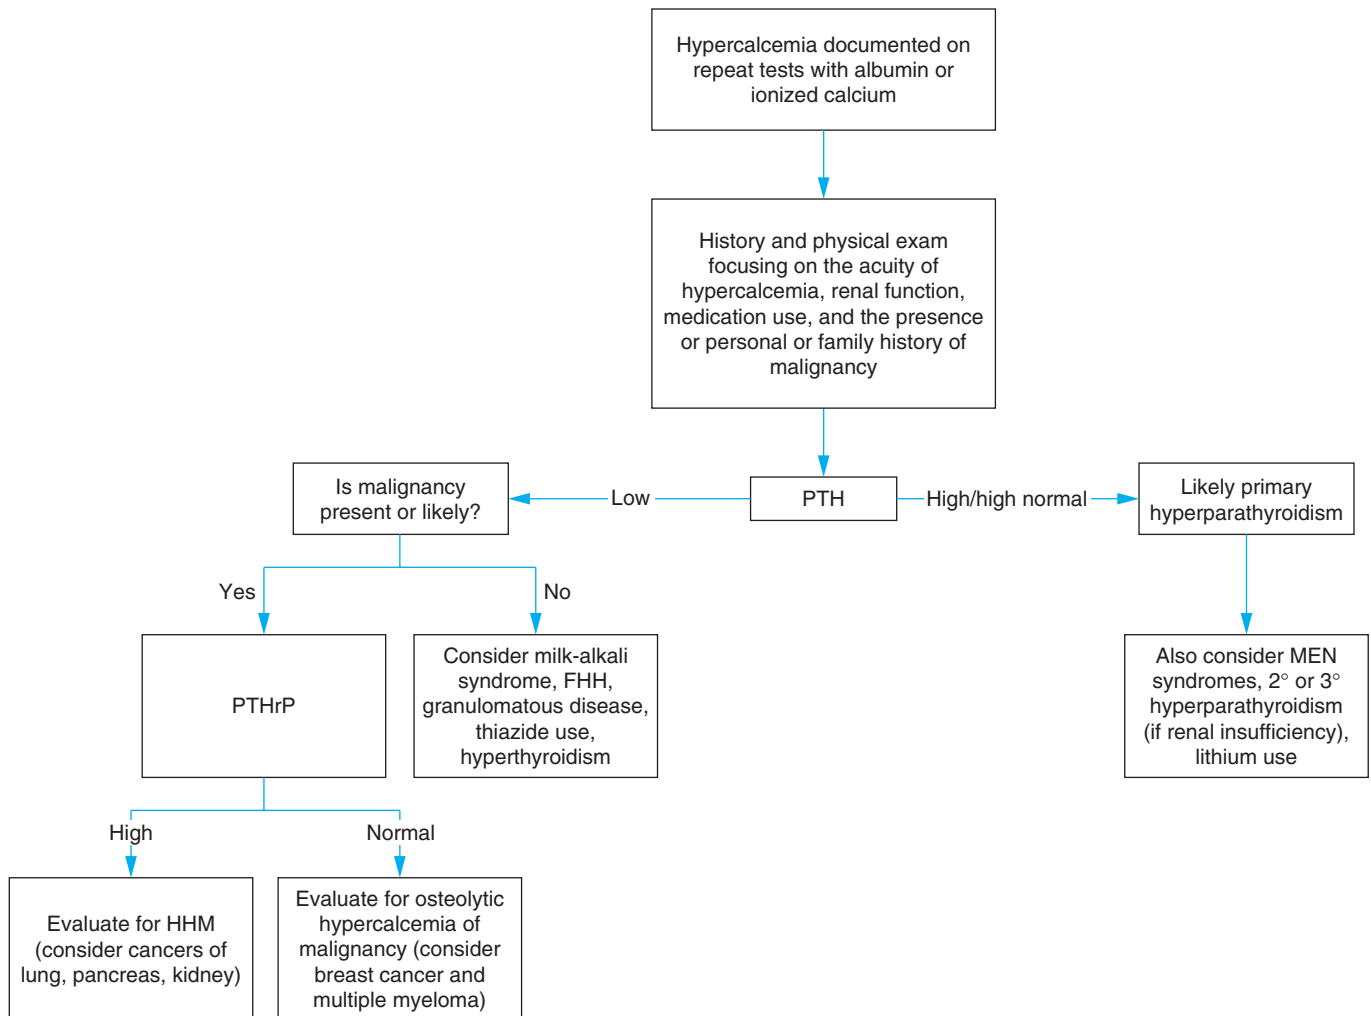 Hypercalcemia documented on
repeat tests with albumin or
ionized calcium
History and physical exam
focusing on the acuity of
hypercalcemia, renal function,
medication use, and the presence
or personal or family history of
malignancy
Is malignancy
present or likely?
Low
PTH
High/high normal
Likely primary
hyperparathyroidism
Yes
No
PTHrP
Consider milk-alkali
syndrome, FHH,
granulomatous disease,
thiazide use,
hyperthyroidism
Also consider MEN
syndromes, 2° or 3°
hyperparathyroidism
(if renal insufficiency),
lithium use
High
Normal
Evaluate for HHM
(consider cancers of
lung, pancreas, kidney)
Evaluate for osteolytic
hypercalcemia of
malignancy (consider
breast cancer and
multiple myeloma)